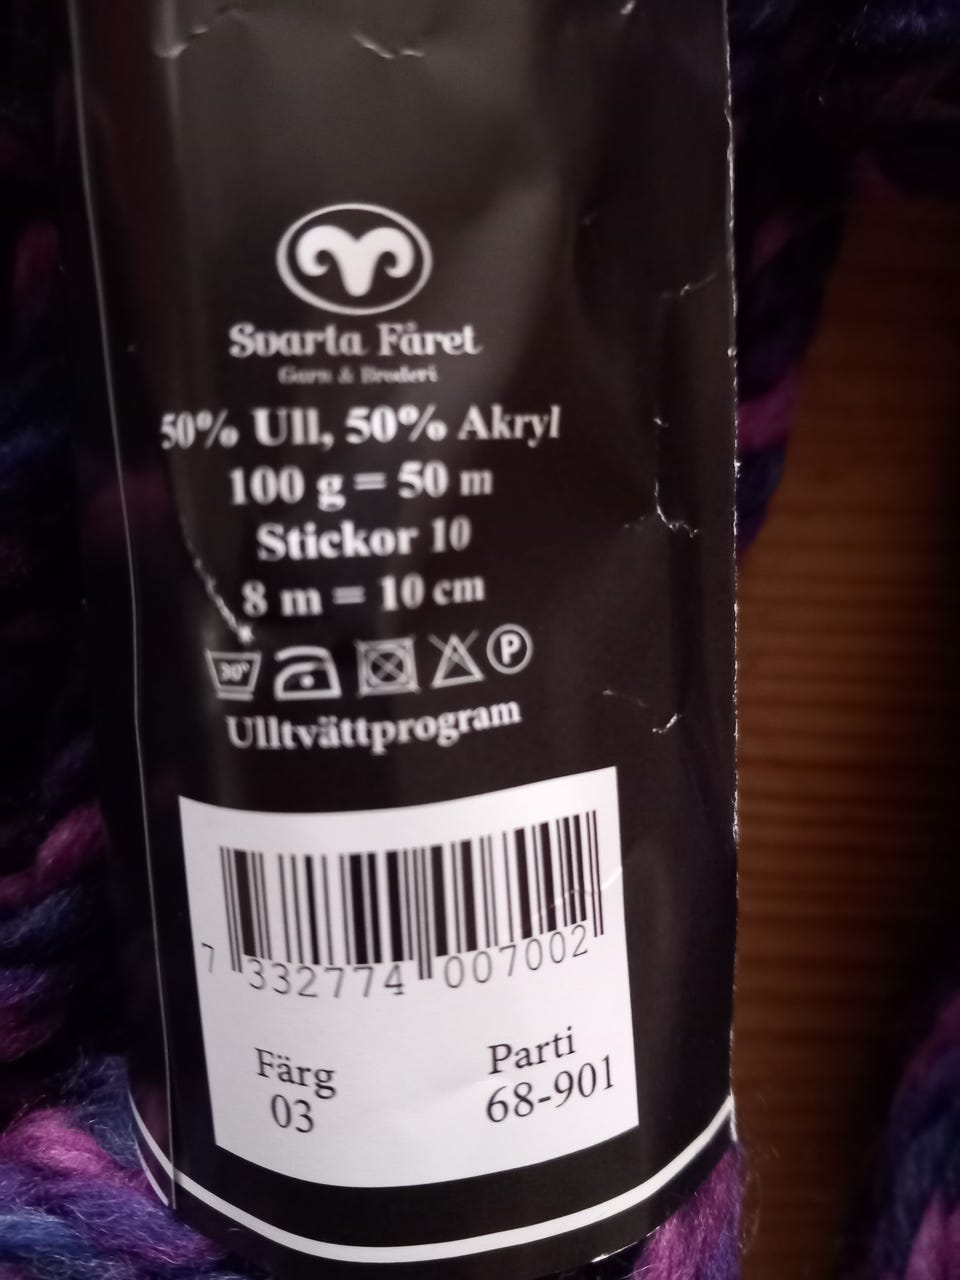 Svarta Fåret
Garn & Broderi
50% Ull, 50% Akryl
100 g = 50 m
Stickor 10
8 m = 10 cm
30° P
Ulltvättprogram
7 332774 007002
Färg Parti
03 68-901